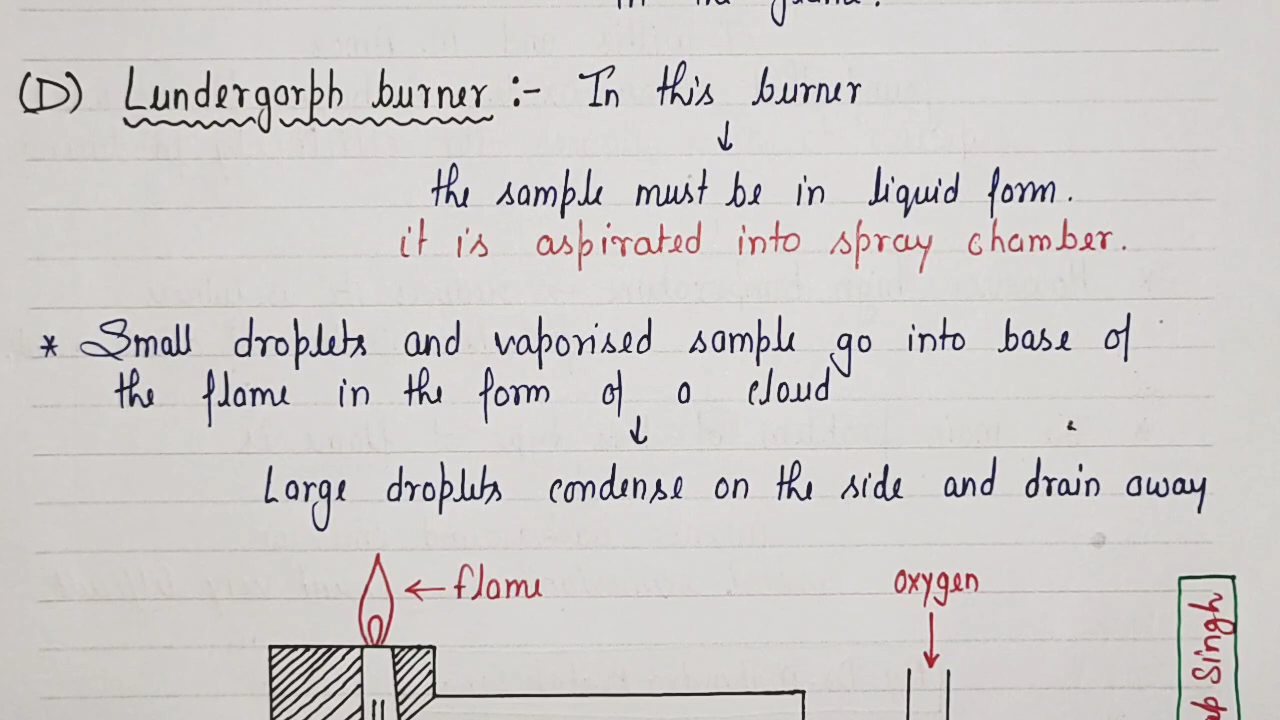 (D) Lundergarph burner :- In this burner
↓
the sample must be in liquid form.
it is aspirated into spray chamber.
* Small droplets and vaporised sample go into base of
the flame in the form of a cloud
↓
Large droplets condense on the side and drain away
← flame
oxygen
Singh